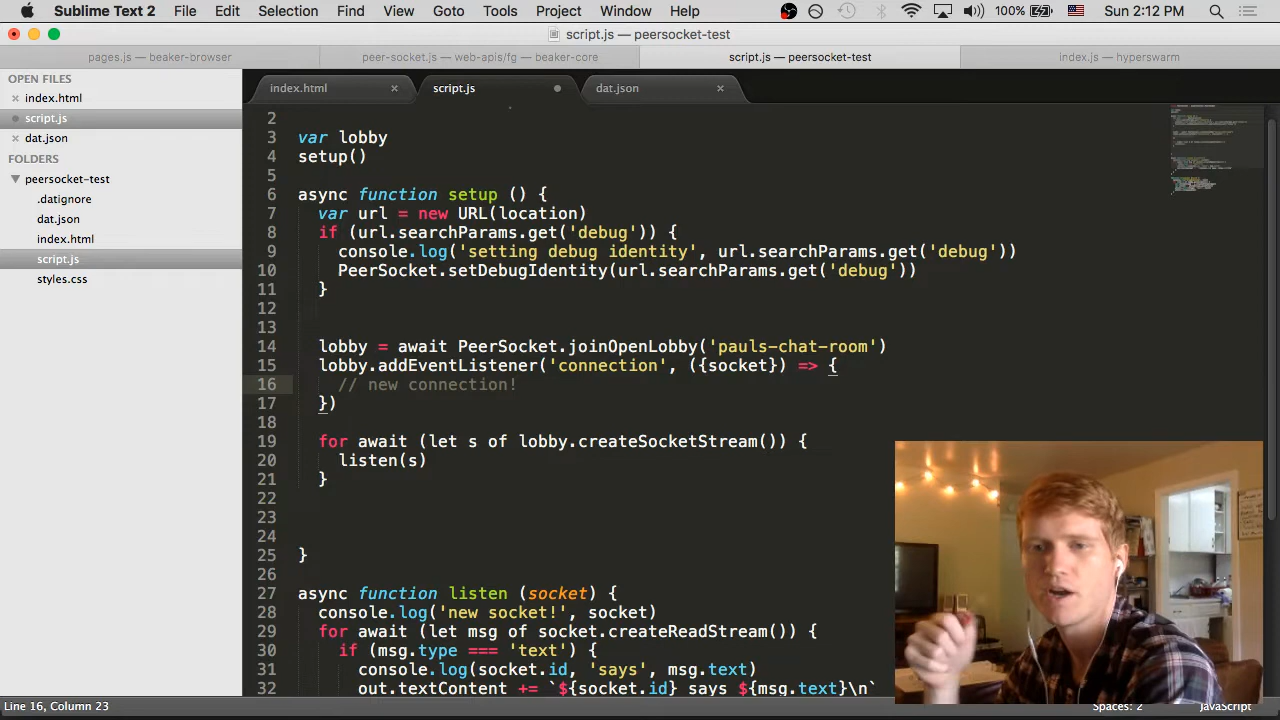 Sublime Text 2 File Edit Selection Find View Goto Tools Project Window Help 100% Sun 2:12 PM
script.js — peersocket-test
pages.js — beaker-browser peer-socket.js — web-apis/fg — beaker-core script.js — peersocket-test index.js — hyperswarm
OPEN FILES
index.html
script.js
dat.json
FOLDERS
peersocket-test
.datignore
dat.json
index.html
script.js
styles.css
index.html script.js dat.json
2
3 var lobby
4 setup()
5
6 async function setup () {
7 var url = new URL(location)
8 if (url.searchParams.get('debug')) {
9 console.log('setting debug identity', url.searchParams.get('debug'))
10 PeerSocket.setDebugIdentity(url.searchParams.get('debug'))
11 }
12
13
14 lobby = await PeerSocket.joinOpenLobby('pauls-chat-room')
15 lobby.addEventListener('connection', ({socket}) => {
16 // new connection!
17 })
18
19 for await (let s of lobby.createSocketStream()) {
20 listen(s)
21 }
22
23
24
25 }
26
27 async function listen (socket) {
28 console.log('new socket!', socket)
29 for await (let msg of socket.createReadStream()) {
30 if (msg.type === 'text') {
31 console.log(socket.id, 'says', msg.text)
32 out.textContent += `${socket.id} says ${msg.text}\n`
Line 16, Column 23 Spaces: 2 JavaScript